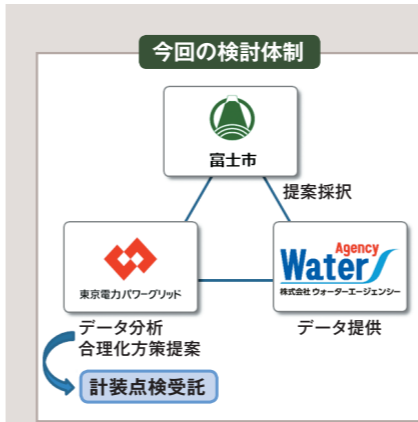 今回の検討体制
富士市
提案採択
東京電力パワーグリッド
Water Agency
株式会社 ウォーターエージェンシー
データ分析
合理化方策提案
データ提供
計装点検受託